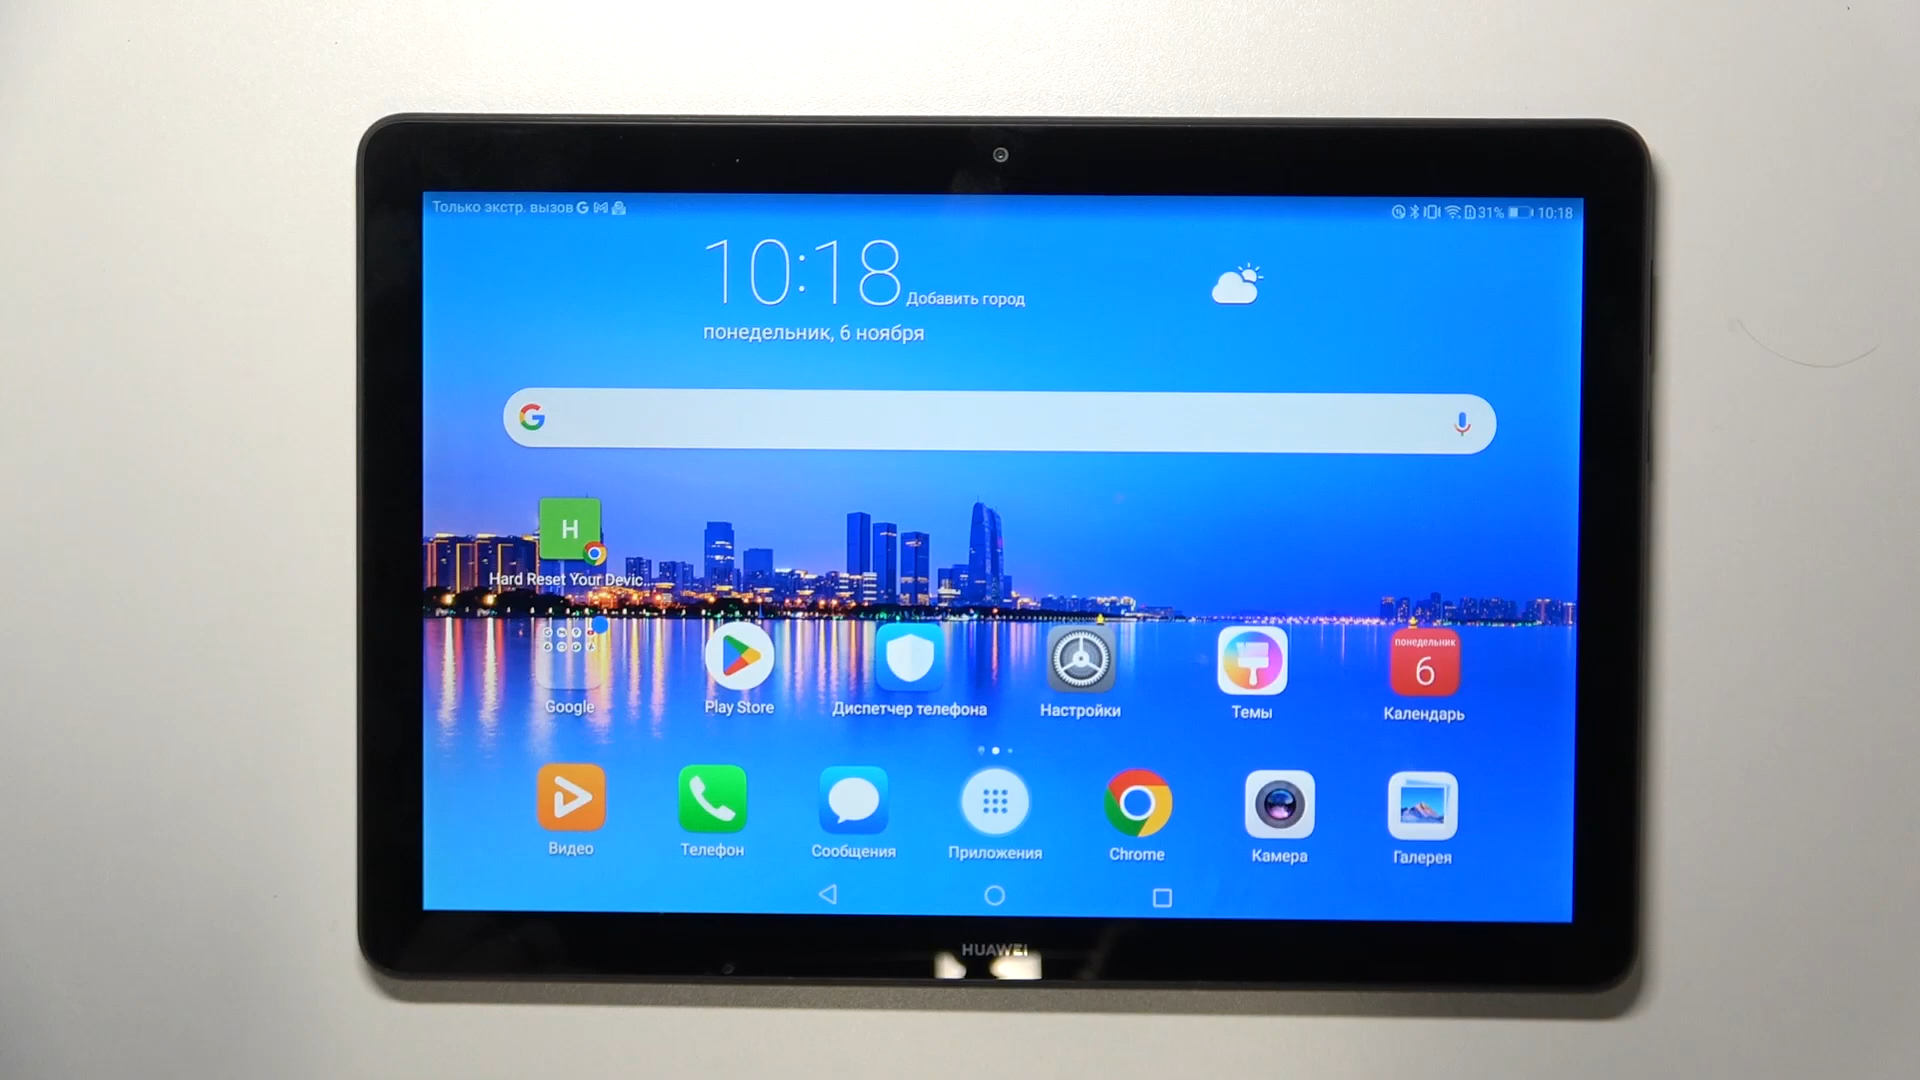 Только экстр. вызов
31% 10:18
10:18 Добавить город
понедельник, 6 ноября
H
Hard Reset Your Devic...
понедельник
6
Google Play Store Диспетчер телефона Настройки Темы Календарь
Видео Телефон Сообщения Приложения Chrome Камера Галерея
HUAWEI